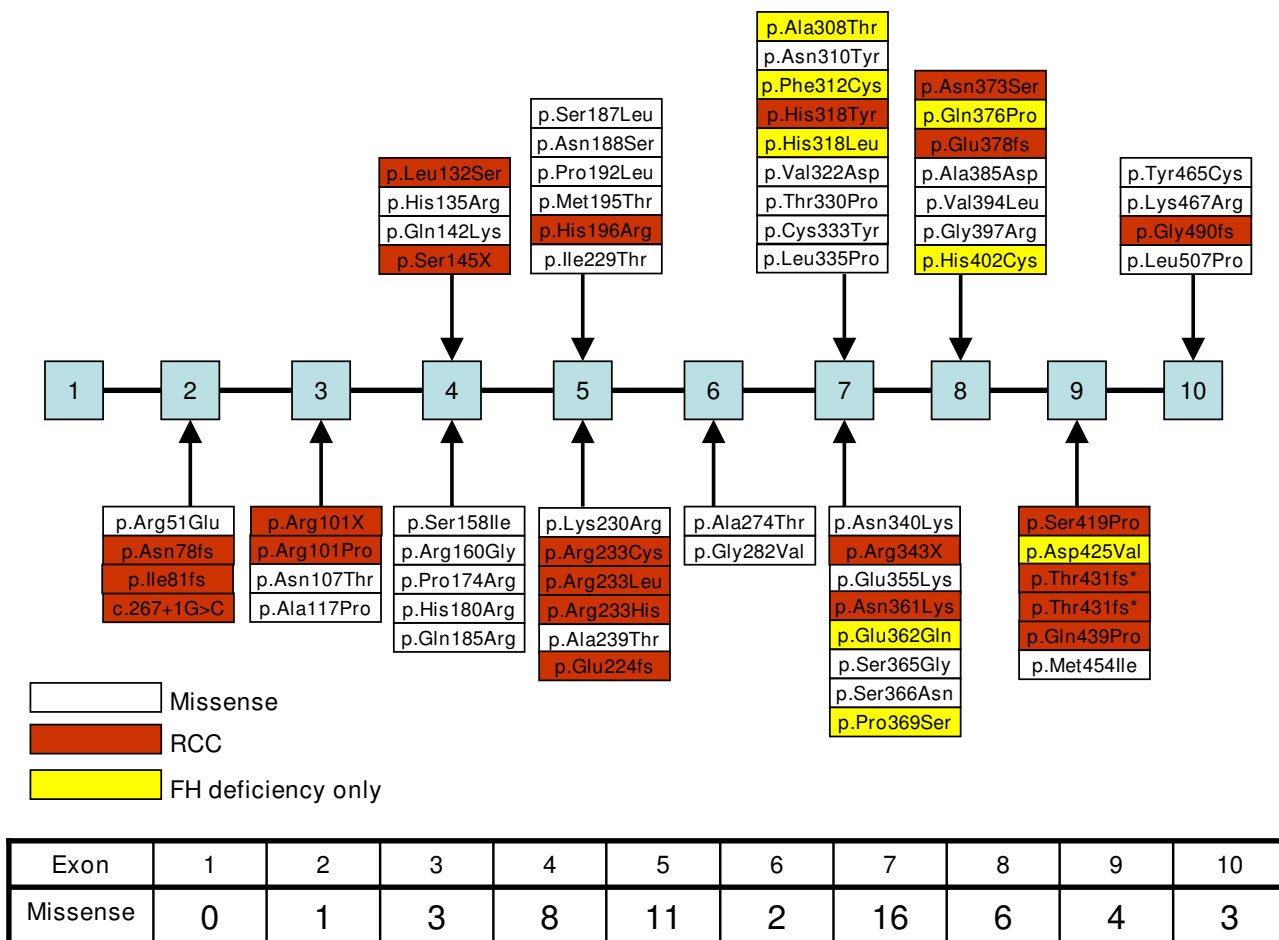 p.Ala308Thr
p.Asn310Tyr
p.Phe312Cys
p.His318Tyr
p.His318Leu
p.Val322Asp
p.Thr330Pro
p.Cys333Tyr
p.Leu335Pro
p.Asn373Ser
p.Gln376Pro
p.Glu378fs
p.Ala385Asp
p.Val394Leu
p.Gly397Arg
p.His402Cys
p.Ser187Leu
p.Asn188Ser
p.Pro192Leu
p.Met195Thr
p.His196Arg
p.Ile229Thr
p.Leu132Ser
p.His135Arg
p.Gln142Lys
p.Ser145X
p.Tyr465Cys
p.Lys467Arg
p.Gly490fs
p.Leu507Pro
1 2 3 4 5 6 7 8 9 10
p.Arg51Glu
p.Asn78fs
p.Ile81fs
c.267+1G>C
p.Arg101X
p.Arg101Pro
p.Asn107Thr
p.Ala117Pro
p.Ser158Ile
p.Arg160Gly
p.Pro174Arg
p.His180Arg
p.Gln185Arg
p.Lys230Arg
p.Arg233Cys
p.Arg233Leu
p.Arg233His
p.Ala239Thr
p.Glu224fs
p.Ala274Thr
p.Gly282Val
p.Asn340Lys
p.Arg343X
p.Glu355Lys
p.Asn361Lys
p.Glu362Gln
p.Ser365Gly
p.Ser366Asn
p.Pro369Ser
p.Ser419Pro
p.Asp425Val
p.Thr431fs*
p.Thr431fs*
p.Gln439Pro
p.Met454Ile
Missense
RCC
FH deficiency only
Exon 1 2 3 4 5 6 7 8 9 10
Missense 0 1 3 8 11 2 16 6 4 3